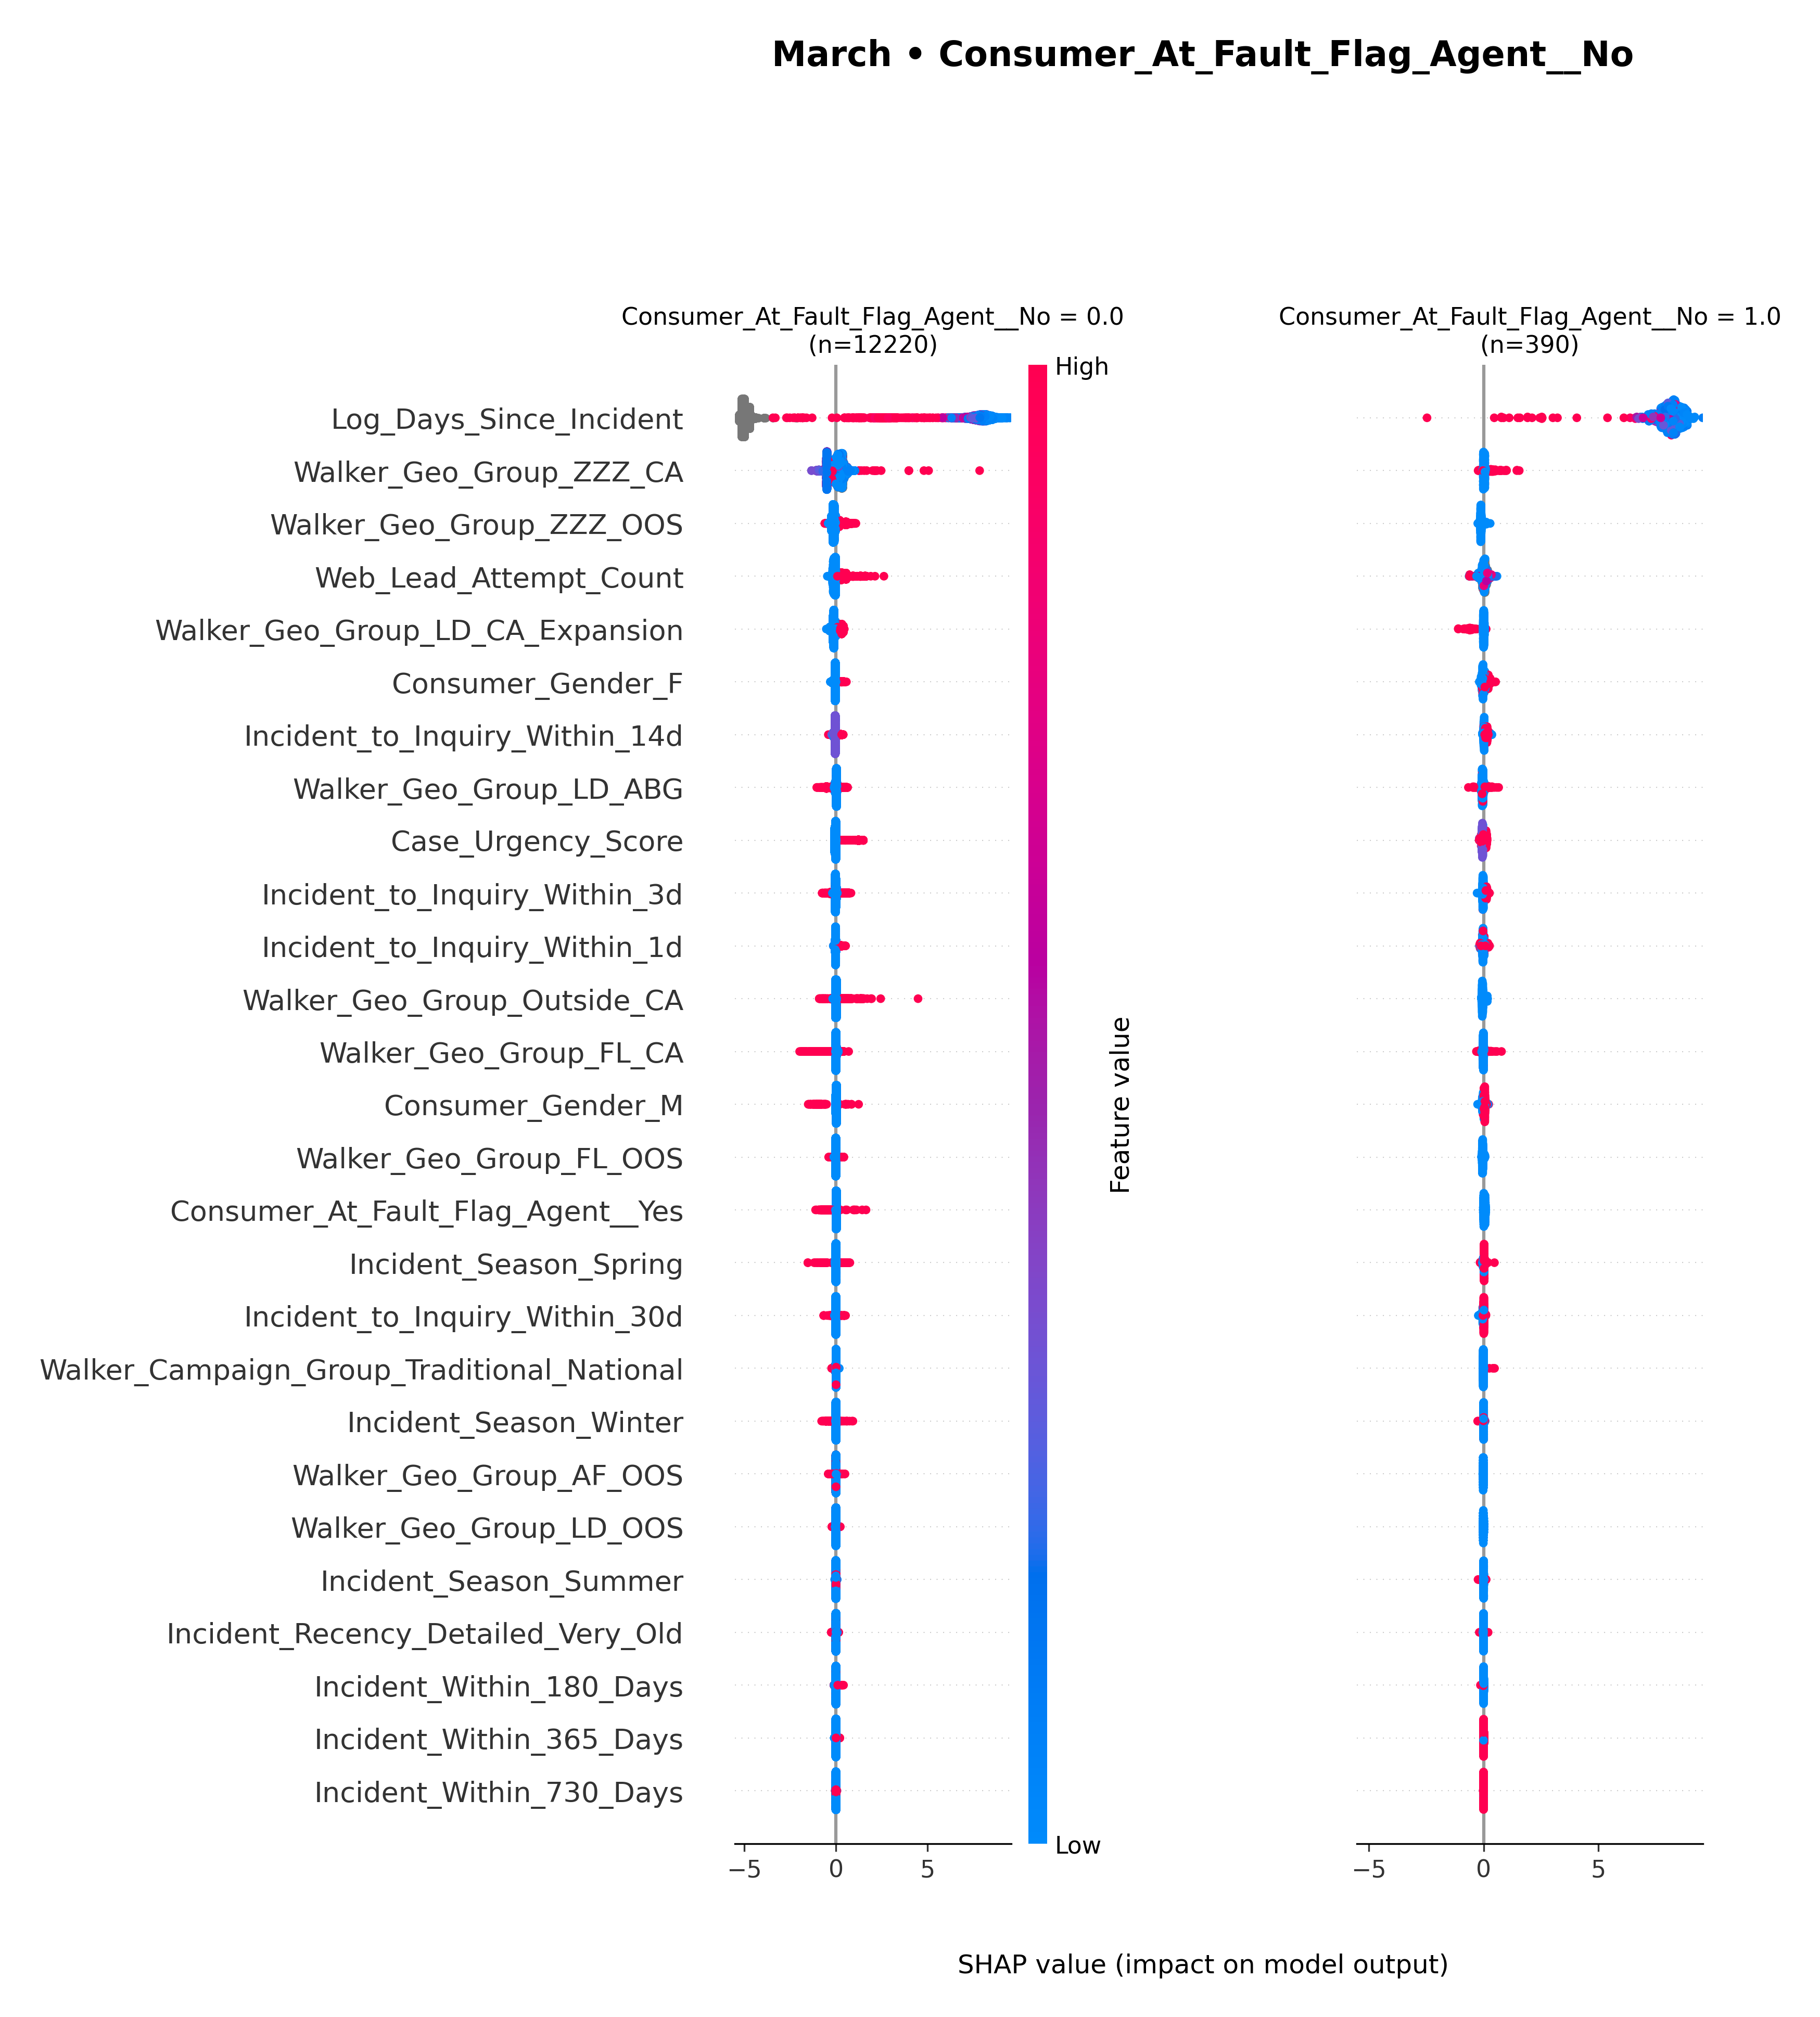 March • Consumer_At_Fault_Flag_Agent__No
Consumer_At_Fault_Flag_Agent__No = 0.0
(n=12220)
Consumer_At_Fault_Flag_Agent__No = 1.0
(n=390)
High
Log_Days_Since_Incident
Walker_Geo_Group_ZZZ_CA
Walker_Geo_Group_ZZZ_OOS
Web_Lead_Attempt_Count
Walker_Geo_Group_LD_CA_Expansion
Consumer_Gender_F
Incident_to_Inquiry_Within_14d
Walker_Geo_Group_LD_ABG
Case_Urgency_Score
Incident_to_Inquiry_Within_3d
Incident_to_Inquiry_Within_1d
Walker_Geo_Group_Outside_CA
Walker_Geo_Group_FL_CA
Consumer_Gender_M
Walker_Geo_Group_FL_OOS
Consumer_At_Fault_Flag_Agent__Yes
Incident_Season_Spring
Incident_to_Inquiry_Within_30d
Walker_Campaign_Group_Traditional_National
Incident_Season_Winter
Walker_Geo_Group_AF_OOS
Walker_Geo_Group_LD_OOS
Incident_Season_Summer
Incident_Recency_Detailed_Very_Old
Incident_Within_180_Days
Incident_Within_365_Days
Incident_Within_730_Days
Feature value
Low
−5 0 5
−5 0 5
SHAP value (impact on model output)